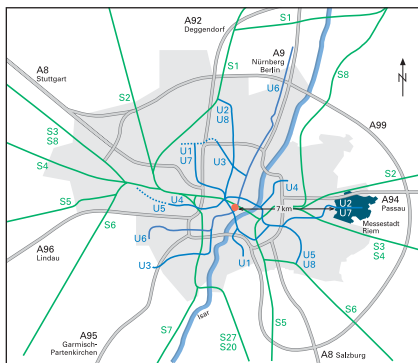 A92
Deggendorf
S1
S1
A9
Nürnberg
Berlin
U6
N
A8
Stuttgart
S2
U2
U8
S8
A99
S3
S8
U1
U7
U3
S4
U4
S2
S5
U5
U4
7 km
U2
U7
A94
Passau
Messestadt
Riem
S6
U6
A96
Lindau
U3
U1
U5
U8
S3
S4
Isar
S6
A95
Garmisch-
Partenkirchen
S7
S27
S20
S5
A8 Salzburg